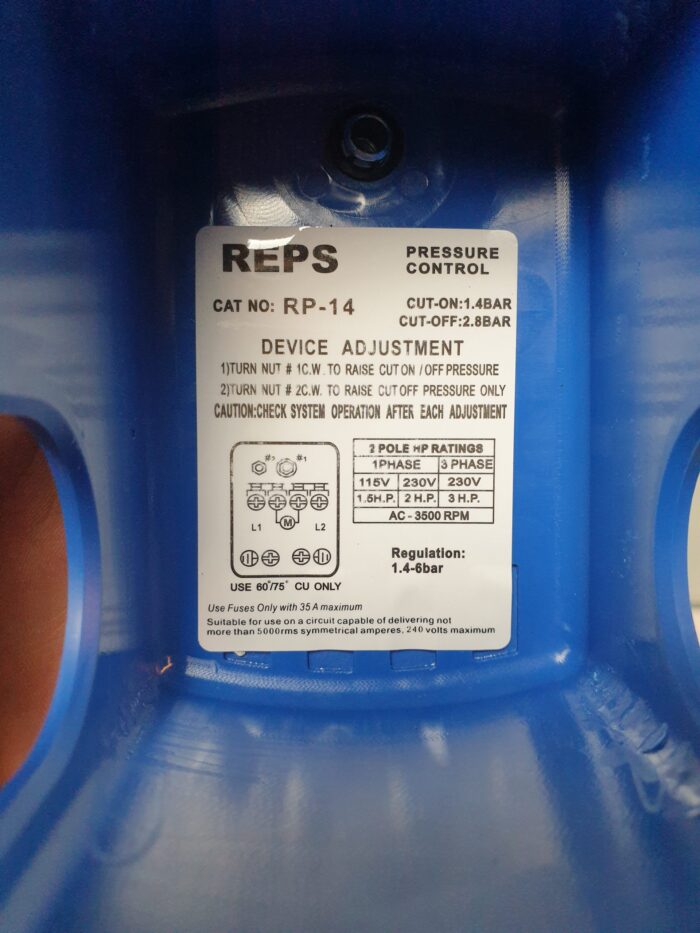 REPS
PRESSURE
CONTROL
CAT NO: RP-14
CUT-ON:1.4BAR
CUT-OFF:2.8BAR
DEVICE ADJUSTMENT
1)TURN NUT # 1C.W. TO RAISE CUT ON / OFF PRESSURE
2)TURN NUT # 2C.W. TO RAISE CUT OFF PRESSURE ONLY
CAUTION:CHECK SYSTEM OPERATION AFTER EACH ADJUSTMENT
#2 #1
L1 M L2
USE 60°/75° CU ONLY
2 POLE HP RATINGS
1PHASE 3 PHASE
115V 230V 230V
1.5H.P. 2 H.P. 3 H.P.
AC - 3500 RPM
Regulation:
1.4-6bar
Use Fuses Only with 35 A maximum
Suitable for use on a circuit capable of delivering not
more than 5000rms symmetrical amperes, 240 volts maximum